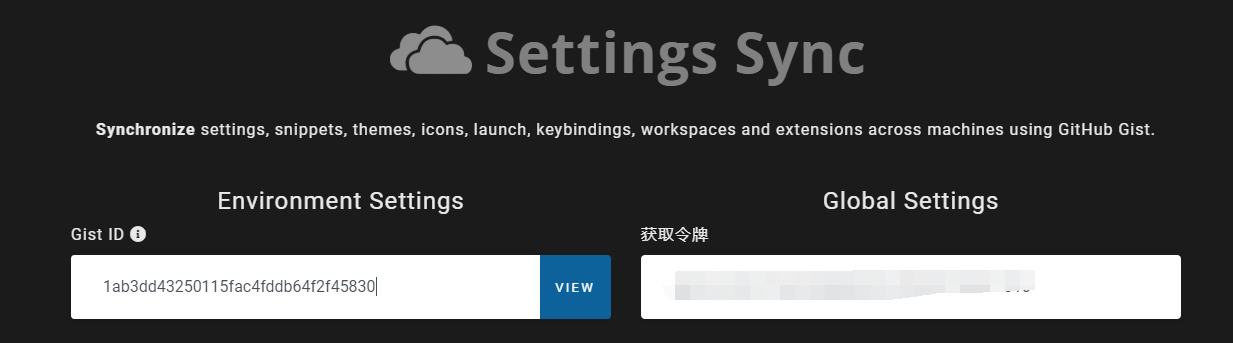 Settings Sync
Synchronize settings, snippets, themes, icons, launch, keybindings, workspaces and extensions across machines using GitHub Gist.
Environment Settings
Gist ID
1ab3dd43250115fac4fddb64f2f45830
VIEW
Global Settings
获取令牌